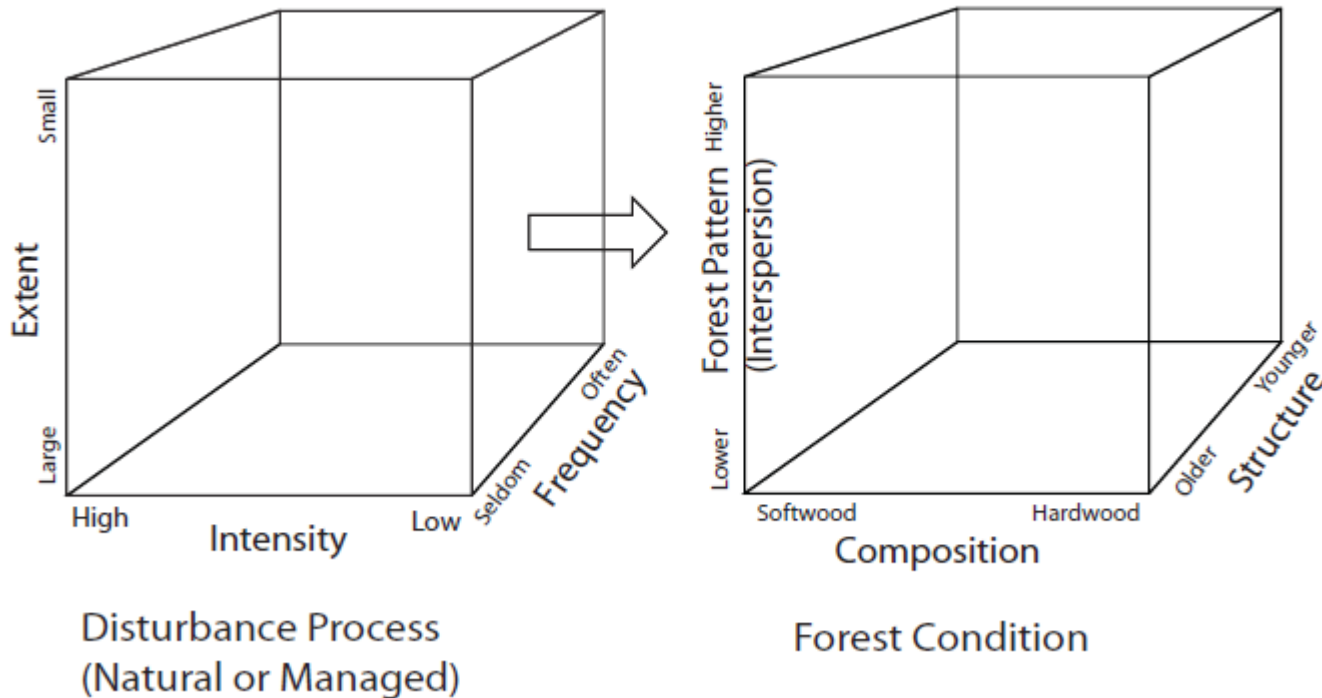 Small
Extent
Large
High
Intensity
Low
Seldom
Frequency
Often
Disturbance Process
(Natural or Managed)
Higher
Forest Pattern
(Interspersion)
Lower
Softwood
Composition
Hardwood
Older
Structure
Younger
Forest Condition